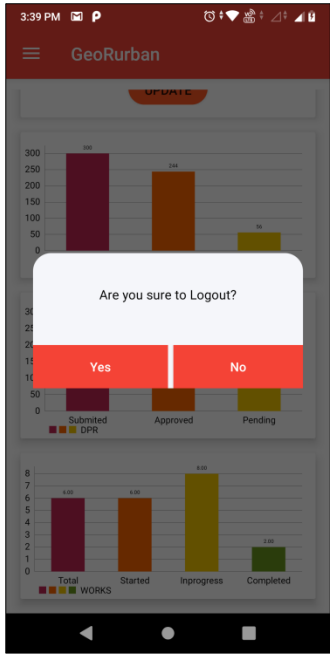 3:39 PM
GeoRurban
UPDATE
300
300
250
244
200
150
100
56
50
0
Are you sure to Logout?
Yes
No
50
0
Submited Approved Pending
DPR
8
8.00
7
6
6.00
6.00
5
4
3
2
2.00
1
0
Total Started Inprogress Completed
WORKS